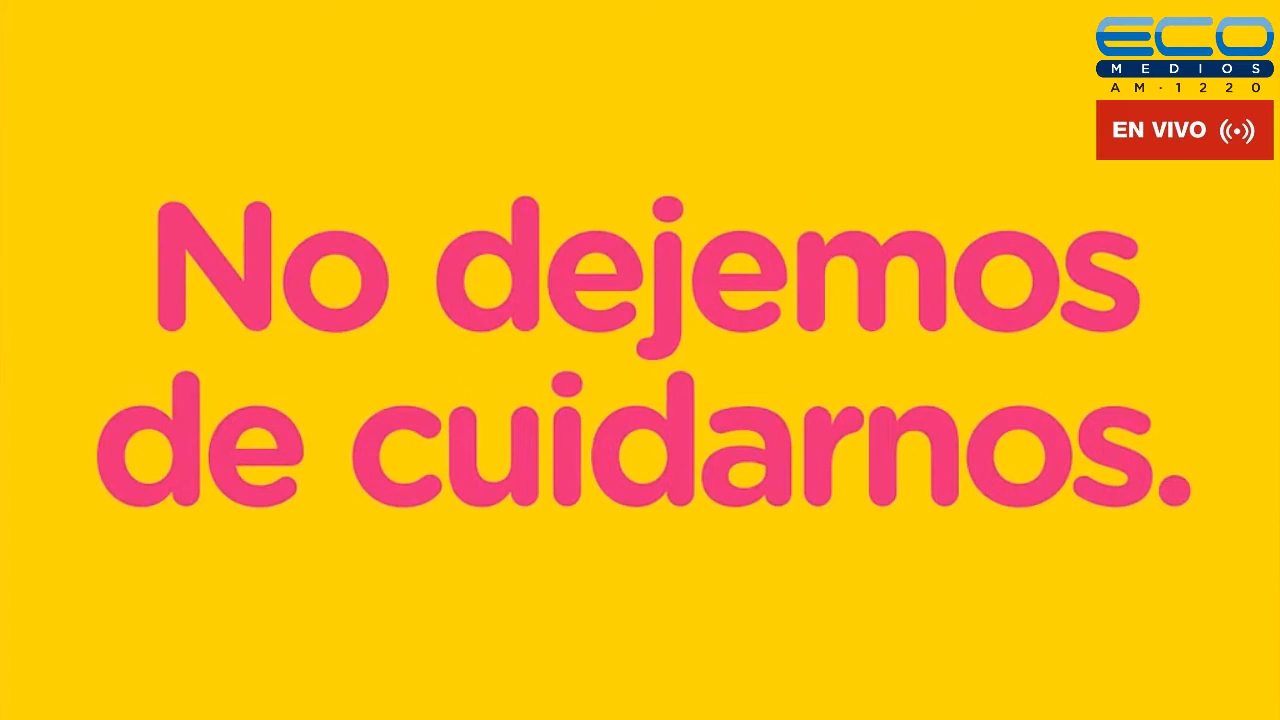 ECO
MEDIOS
AM·1220
EN VIVO
No dejemos
de cuidarnos.